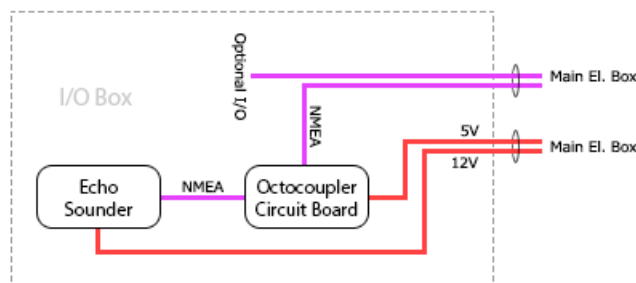 Optional I/O
Main El. Box
I/O Box
NMEA
5V
Main El. Box
12V
Echo
Sounder
NMEA
Octocoupler
Circuit Board